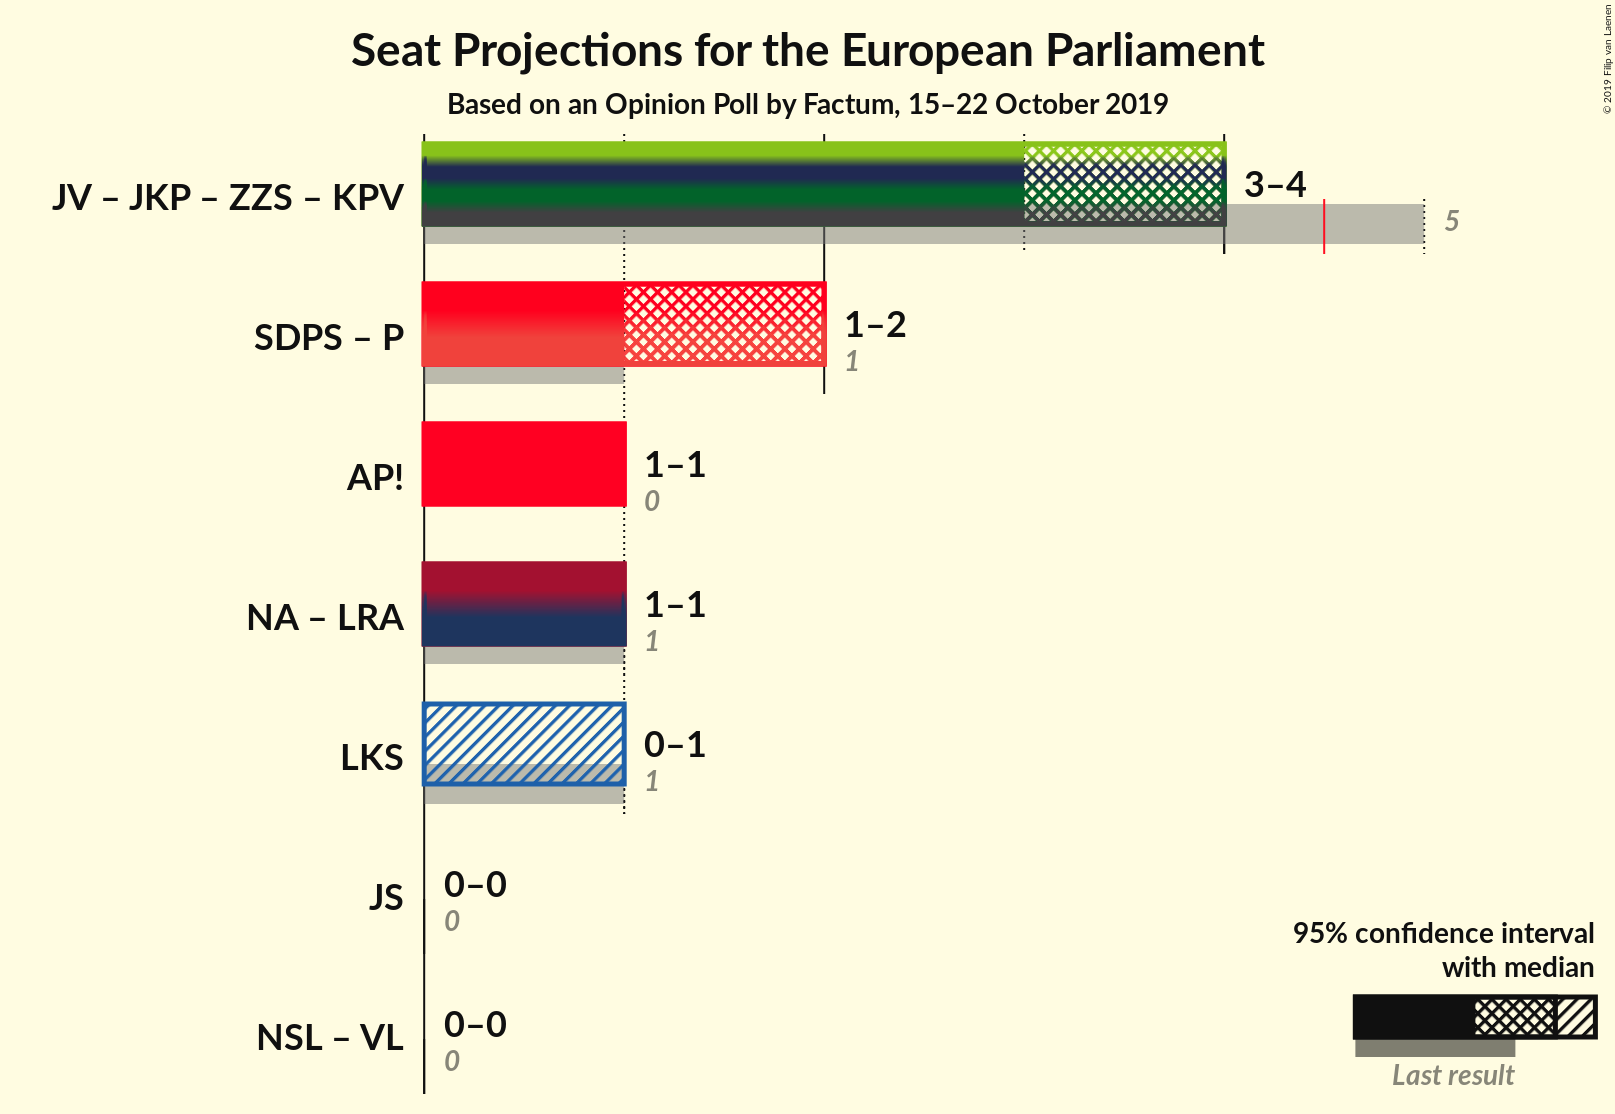 Seat Projections for the European Parliament
Based on an Opinion Poll by Factum, 15–22 October 2019
© 2019 Filip van Laenen
JV – JKP – ZZS – KPV
3–4
5
SDPS – P
1–2
1
AP!
1–1
0
NA – LRA
1–1
1
LKS
0–1
1
JS
0–0
0
NSL – VL
0–0
0
95% confidence interval
with median
Last result